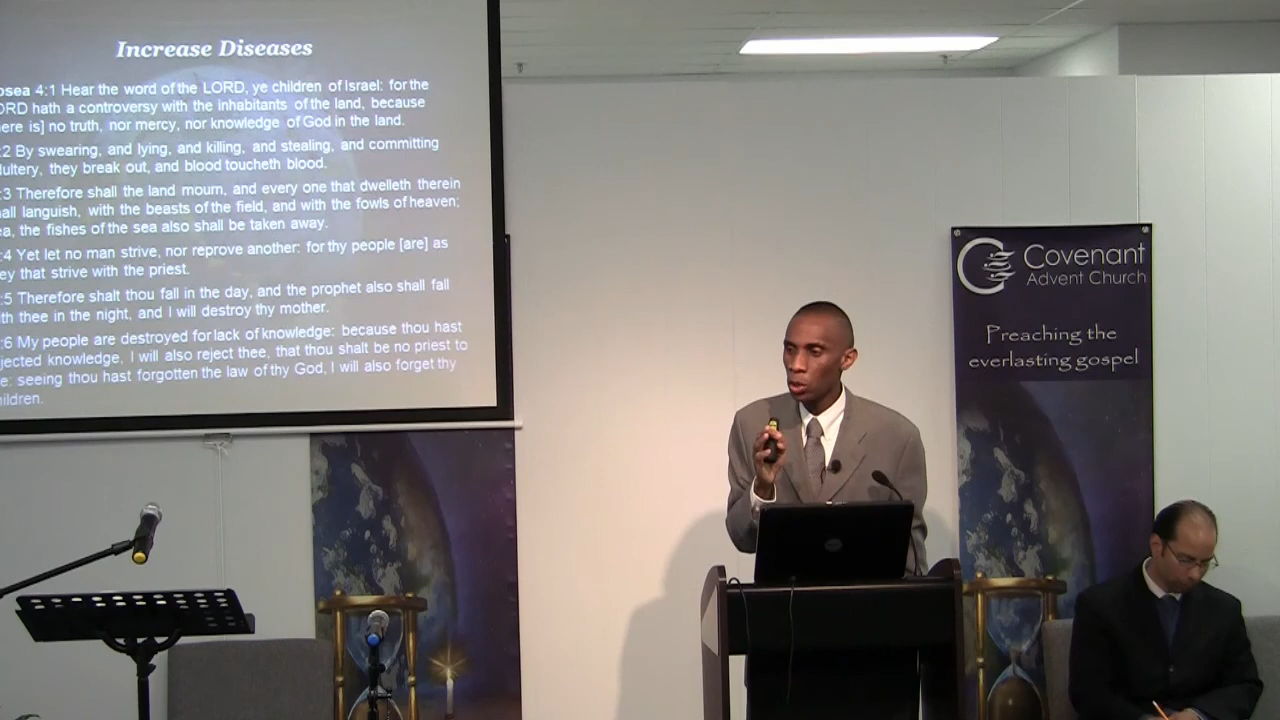 Increase Diseases
osea 4:1 Hear the word of the LORD, ye children of Israel: for the
ORD hath a controversy with the inhabitants of the land, because
ere is] no truth, nor mercy, nor knowledge of God in the land.
:2 By swearing, and lying, and killing, and stealing, and committing
dultery, they break out, and blood toucheth blood.
:3 Therefore shall the land mourn, and every one that dwelleth therein
all languish, with the beasts of the field, and with the fowls of heaven;
ea, the fishes of the sea also shall be taken away.
:4 Yet let no man strive, nor reprove another: for thy people [are] as
ey that strive with the priest.
:5 Therefore shalt thou fall in the day, and the prophet also shall fall
th thee in the night, and I will destroy thy mother.
:6 My people are destroyed for lack of knowledge: because thou hast
jected knowledge, I will also reject thee, that thou shalt be no priest to
e: seeing thou hast forgotten the law of thy God, I will also forget thy
hildren.
Covenant
Advent Church
Preaching the
everlasting gospel